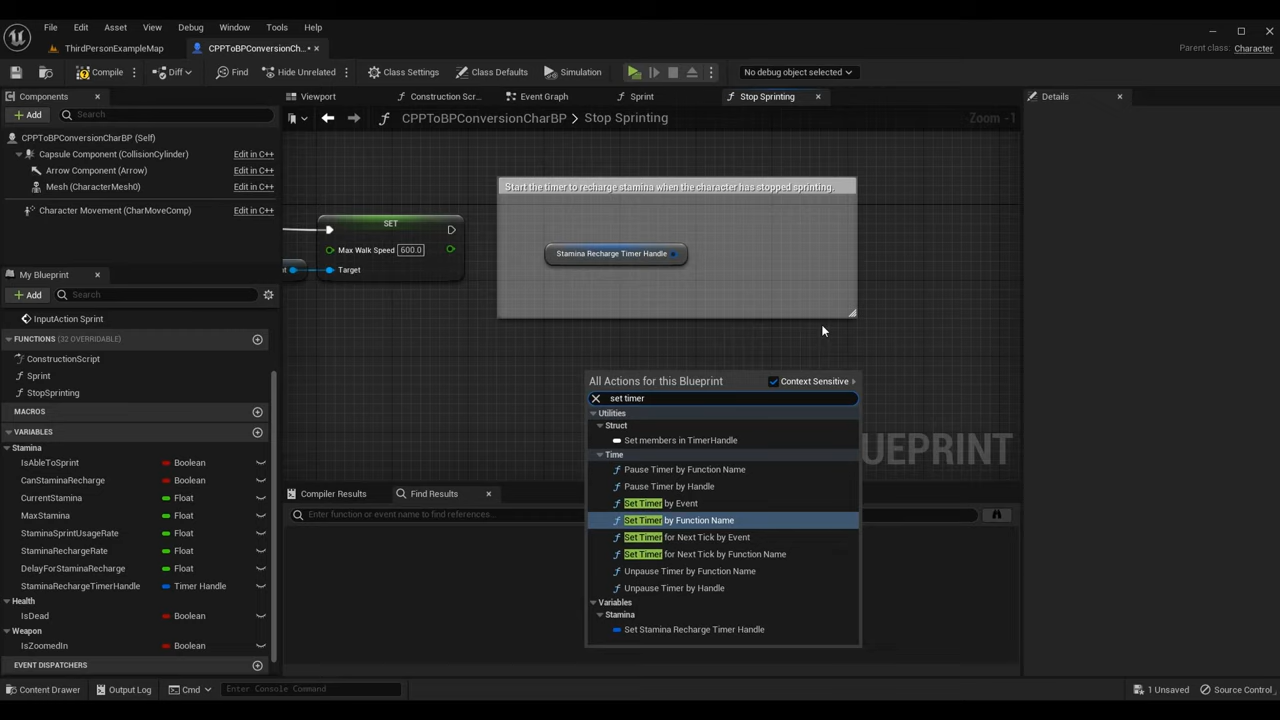 File Edit Asset View Debug Window Tools Help
ThirdPersonExampleMap
CPPToBPConversionCh...•
Parent class: Character
Compile
Diff
Find
Hide Unrelated
Class Settings
Class Defaults
Simulation
No debug object selected
Components
Viewport
Construction Scr...
Event Graph
Sprint
Stop Sprinting
Details
Add
Search
CPPToBPConversionCharBP > Stop Sprinting
Zoom -1
CPPToBPConversionCharBP (Self)
Capsule Component (CollisionCylinder) Edit in C++
Arrow Component (Arrow) Edit in C++
Mesh (CharacterMesh0) Edit in C++
Character Movement (CharMoveComp) Edit in C++
Start the timer to recharge stamina when the character has stopped sprinting.
SET
Max Walk Speed 600.0
Target
Stamina Recharge Timer Handle
My Blueprint
Add
Search
InputAction Sprint
FUNCTIONS (32 OVERRIDABLE)
ConstructionScript
Sprint
StopSprinting
MACROS
VARIABLES
Stamina
IsAbleToSprint Boolean
CanStaminaRecharge Boolean
CurrentStamina Float
MaxStamina Float
StaminaSprintUsageRate Float
StaminaRechargeRate Float
DelayForStaminaRecharge Float
StaminaRechargeTimerHandle Timer Handle
Health
IsDead Boolean
Weapon
IsZoomedIn Boolean
EVENT DISPATCHERS
All Actions for this Blueprint
Context Sensitive
set timer
Utilities
Struct
Set members in TimerHandle
Time
Pause Timer by Function Name
Pause Timer by Handle
Set Timer by Event
Set Timer by Function Name
Set Timer for Next Tick by Event
Set Timer for Next Tick by Function Name
Unpause Timer by Function Name
Unpause Timer by Handle
Variables
Stamina
Set Stamina Recharge Timer Handle
Compiler Results
Find Results
Enter function or event name to find references...
Content Drawer
Output Log
Cmd
Enter Console Command
1 Unsaved
Source Control